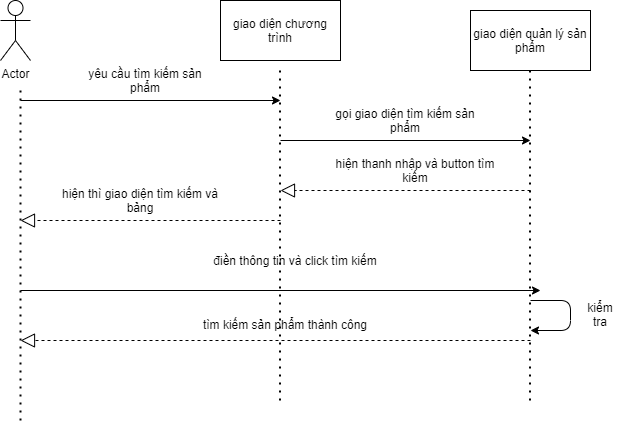 giao diện chương
trình
giao diện quản lý sản
phẩm
Actor
yêu cầu tìm kiếm sản
phẩm
gọi giao diện tìm kiếm sản
phẩm
hiện thanh nhập và button tìm
kiếm
hiện thì giao diện tìm kiếm và
bảng
điền thông tin và click tìm kiếm
kiểm
tra
tìm kiếm sản phẩm thành công